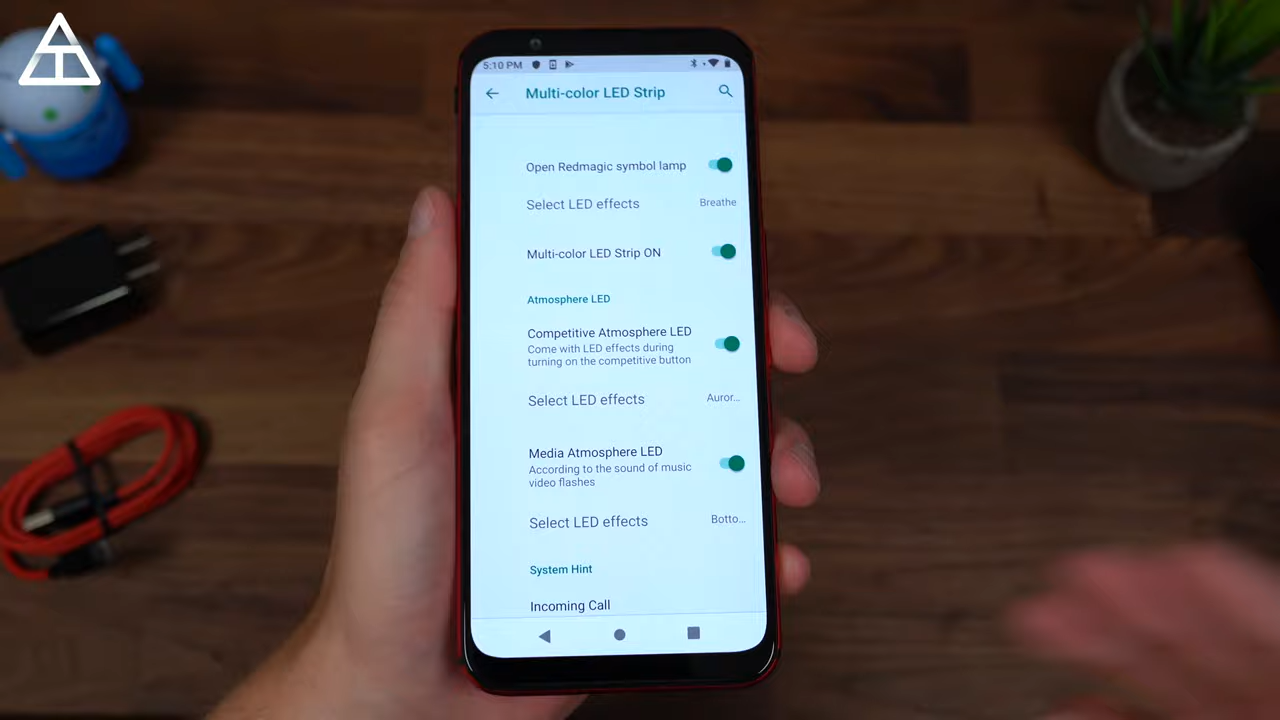 5:10 PM
Multi-color LED Strip
Open Redmagic symbol lamp
Select LED effects
Breathe
Multi-color LED Strip ON
Atmosphere LED
Competitive Atmosphere LED
Come with LED effects during
turning on the competitive button
Select LED effects
Auror...
Media Atmosphere LED
According to the sound of music
video flashes
Select LED effects
Botto...
System Hint
Incoming Call